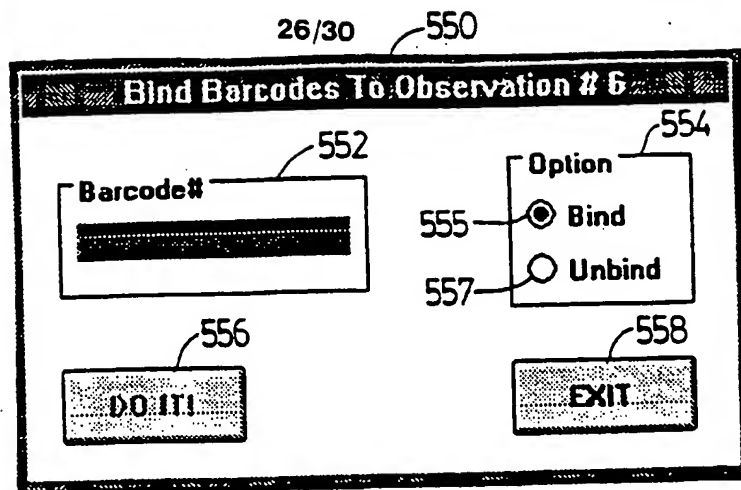 26/30
550
Bind Barcodes To Observation # 6
552
554
Barcode#
Option
555
Bind
557
Unbind
556
558
DO IT!
EXIT